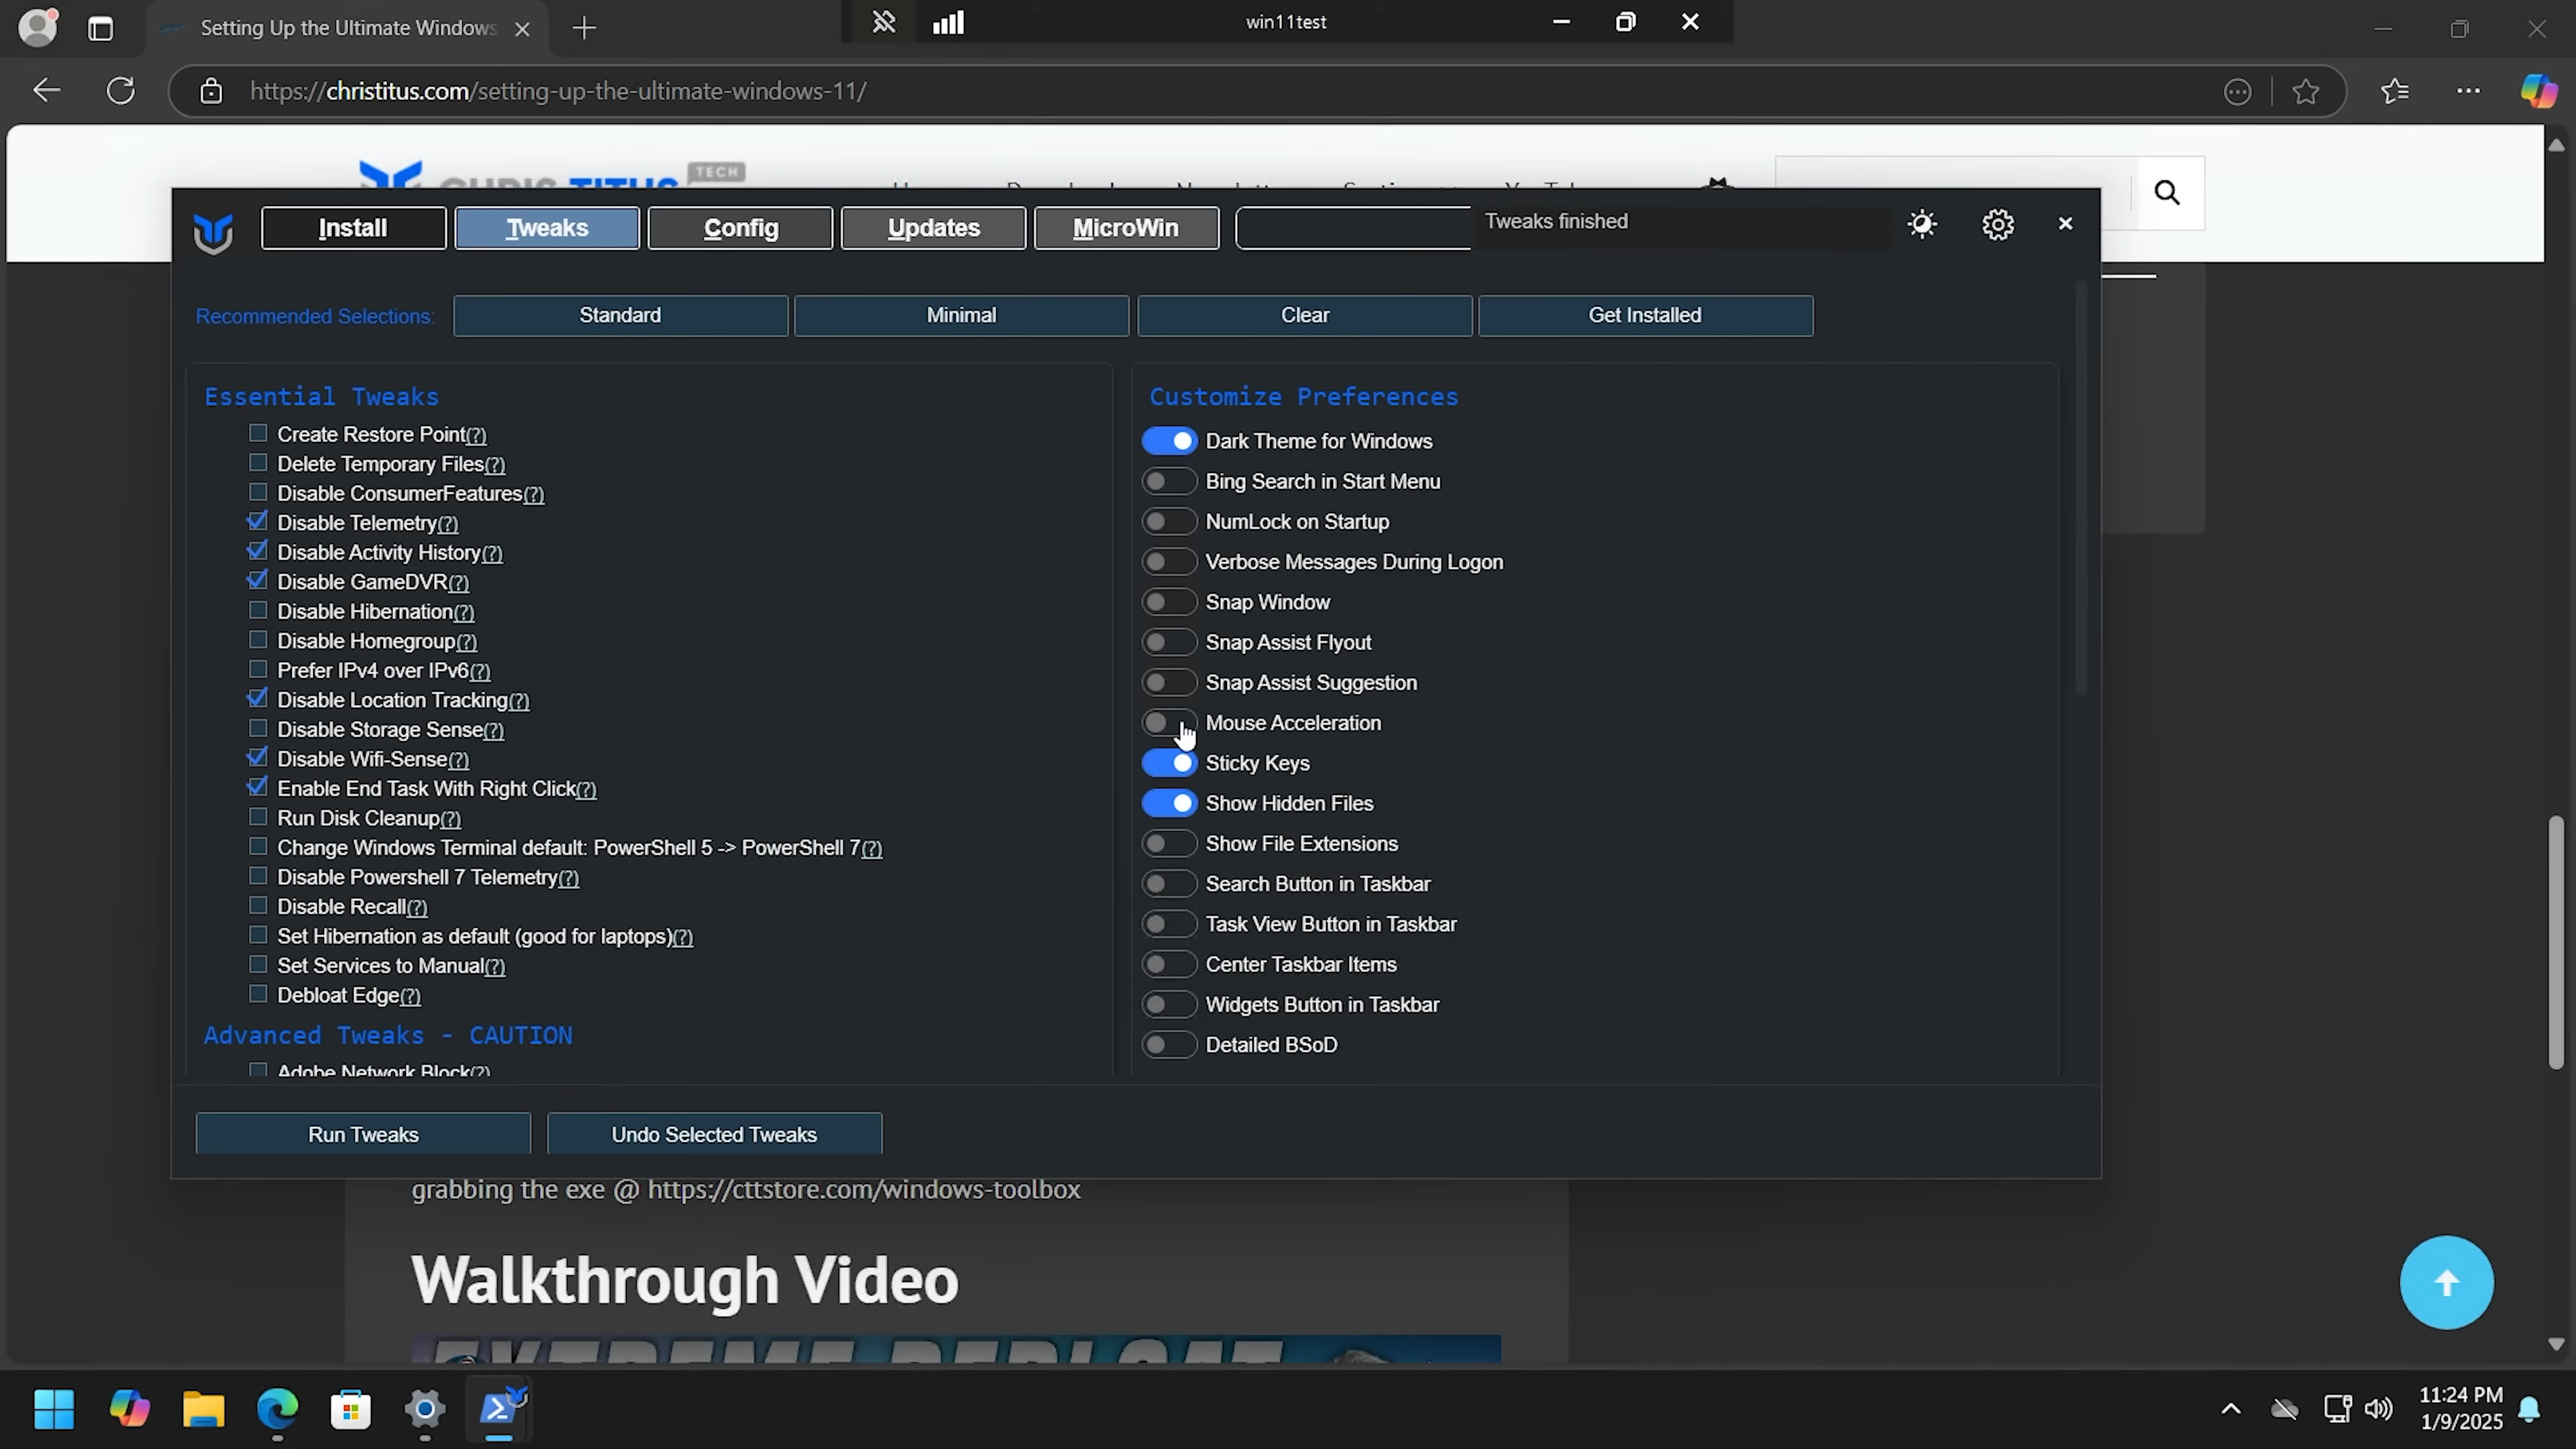 Setting Up the Ultimate Windows
win11test
https://christitus.com/setting-up-the-ultimate-windows-11/
TECH
CHRIS TITUS
Install
Tweaks
Config
Updates
MicroWin
Tweaks finished
Recommended Selections:
Standard
Minimal
Clear
Get Installed
Essential Tweaks
Create Restore Point(?)
Delete Temporary Files(?)
Disable ConsumerFeatures(?)
Disable Telemetry(?)
Disable Activity History(?)
Disable GameDVR(?)
Disable Hibernation(?)
Disable Homegroup(?)
Prefer IPv4 over IPv6(?)
Disable Location Tracking(?)
Disable Storage Sense(?)
Disable Wifi-Sense(?)
Enable End Task With Right Click(?)
Run Disk Cleanup(?)
Change Windows Terminal default: PowerShell 5 -> PowerShell 7(?)
Disable Powershell 7 Telemetry(?)
Disable Recall(?)
Set Hibernation as default (good for laptops)(?)
Set Services to Manual(?)
Debloat Edge(?)
Advanced Tweaks - CAUTION
Adobe Network Block(?)
Customize Preferences
Dark Theme for Windows
Bing Search in Start Menu
NumLock on Startup
Verbose Messages During Logon
Snap Window
Snap Assist Flyout
Snap Assist Suggestion
Mouse Acceleration
Sticky Keys
Show Hidden Files
Show File Extensions
Search Button in Taskbar
Task View Button in Taskbar
Center Taskbar Items
Widgets Button in Taskbar
Detailed BSoD
Run Tweaks
Undo Selected Tweaks
grabbing the exe @ https://cttstore.com/windows-toolbox
Walkthrough Video
EXTREME DEBLOAT
11:24 PM
1/9/2025